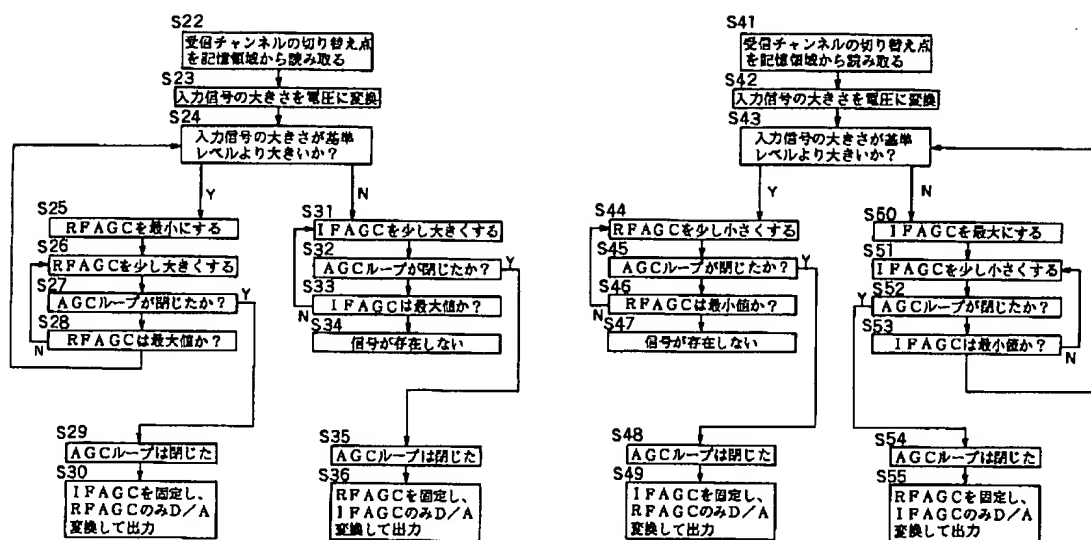 S22
受信チャンネルの切り替え点
を記憶領域から読み取る
S23
入力信号の大きさを電圧に変換
S24
入力信号の大きさが基準
レベルより大きいか？
Y
N
S25
RFAGCを最小にする
S26
RFAGCを少し大きくする
S27
AGCループが閉じたか？
Y
S28
RFAGCは最大値か？
N
S29
AGCループは閉じた
S30
IFAGCを固定し、
RFAGCのみD／A
変換して出力
S31
IFAGCを少し大きくする
S32
AGCループが閉じたか？
Y
S33
IFAGCは最大値か？
N
S34
信号が存在しない
S35
AGCループは閉じた
S36
RFAGCを固定し、
IFAGCのみD／A
変換して出力
S41
受信チャンネルの切り替え点
を記憶領域から読み取る
S42
入力信号の大きさを電圧に変換
S43
入力信号の大きさが基準
レベルより大きいか？
Y
N
S44
RFAGCを少し小さくする
S45
AGCループが閉じたか？
Y
S46
RFAGCは最小値か？
N
S47
信号が存在しない
S48
AGCループは閉じた
S49
IFAGCを固定し、
RFAGCのみD／A
変換して出力
S50
IFAGCを最大にする
S51
IFAGCを少し小さくする
S52
AGCループが閉じたか？
Y
S53
IFAGCは最小値か？
N
S54
AGCループは閉じた
S55
RFAGCを固定し、
IFAGCのみD／A
変換して出力